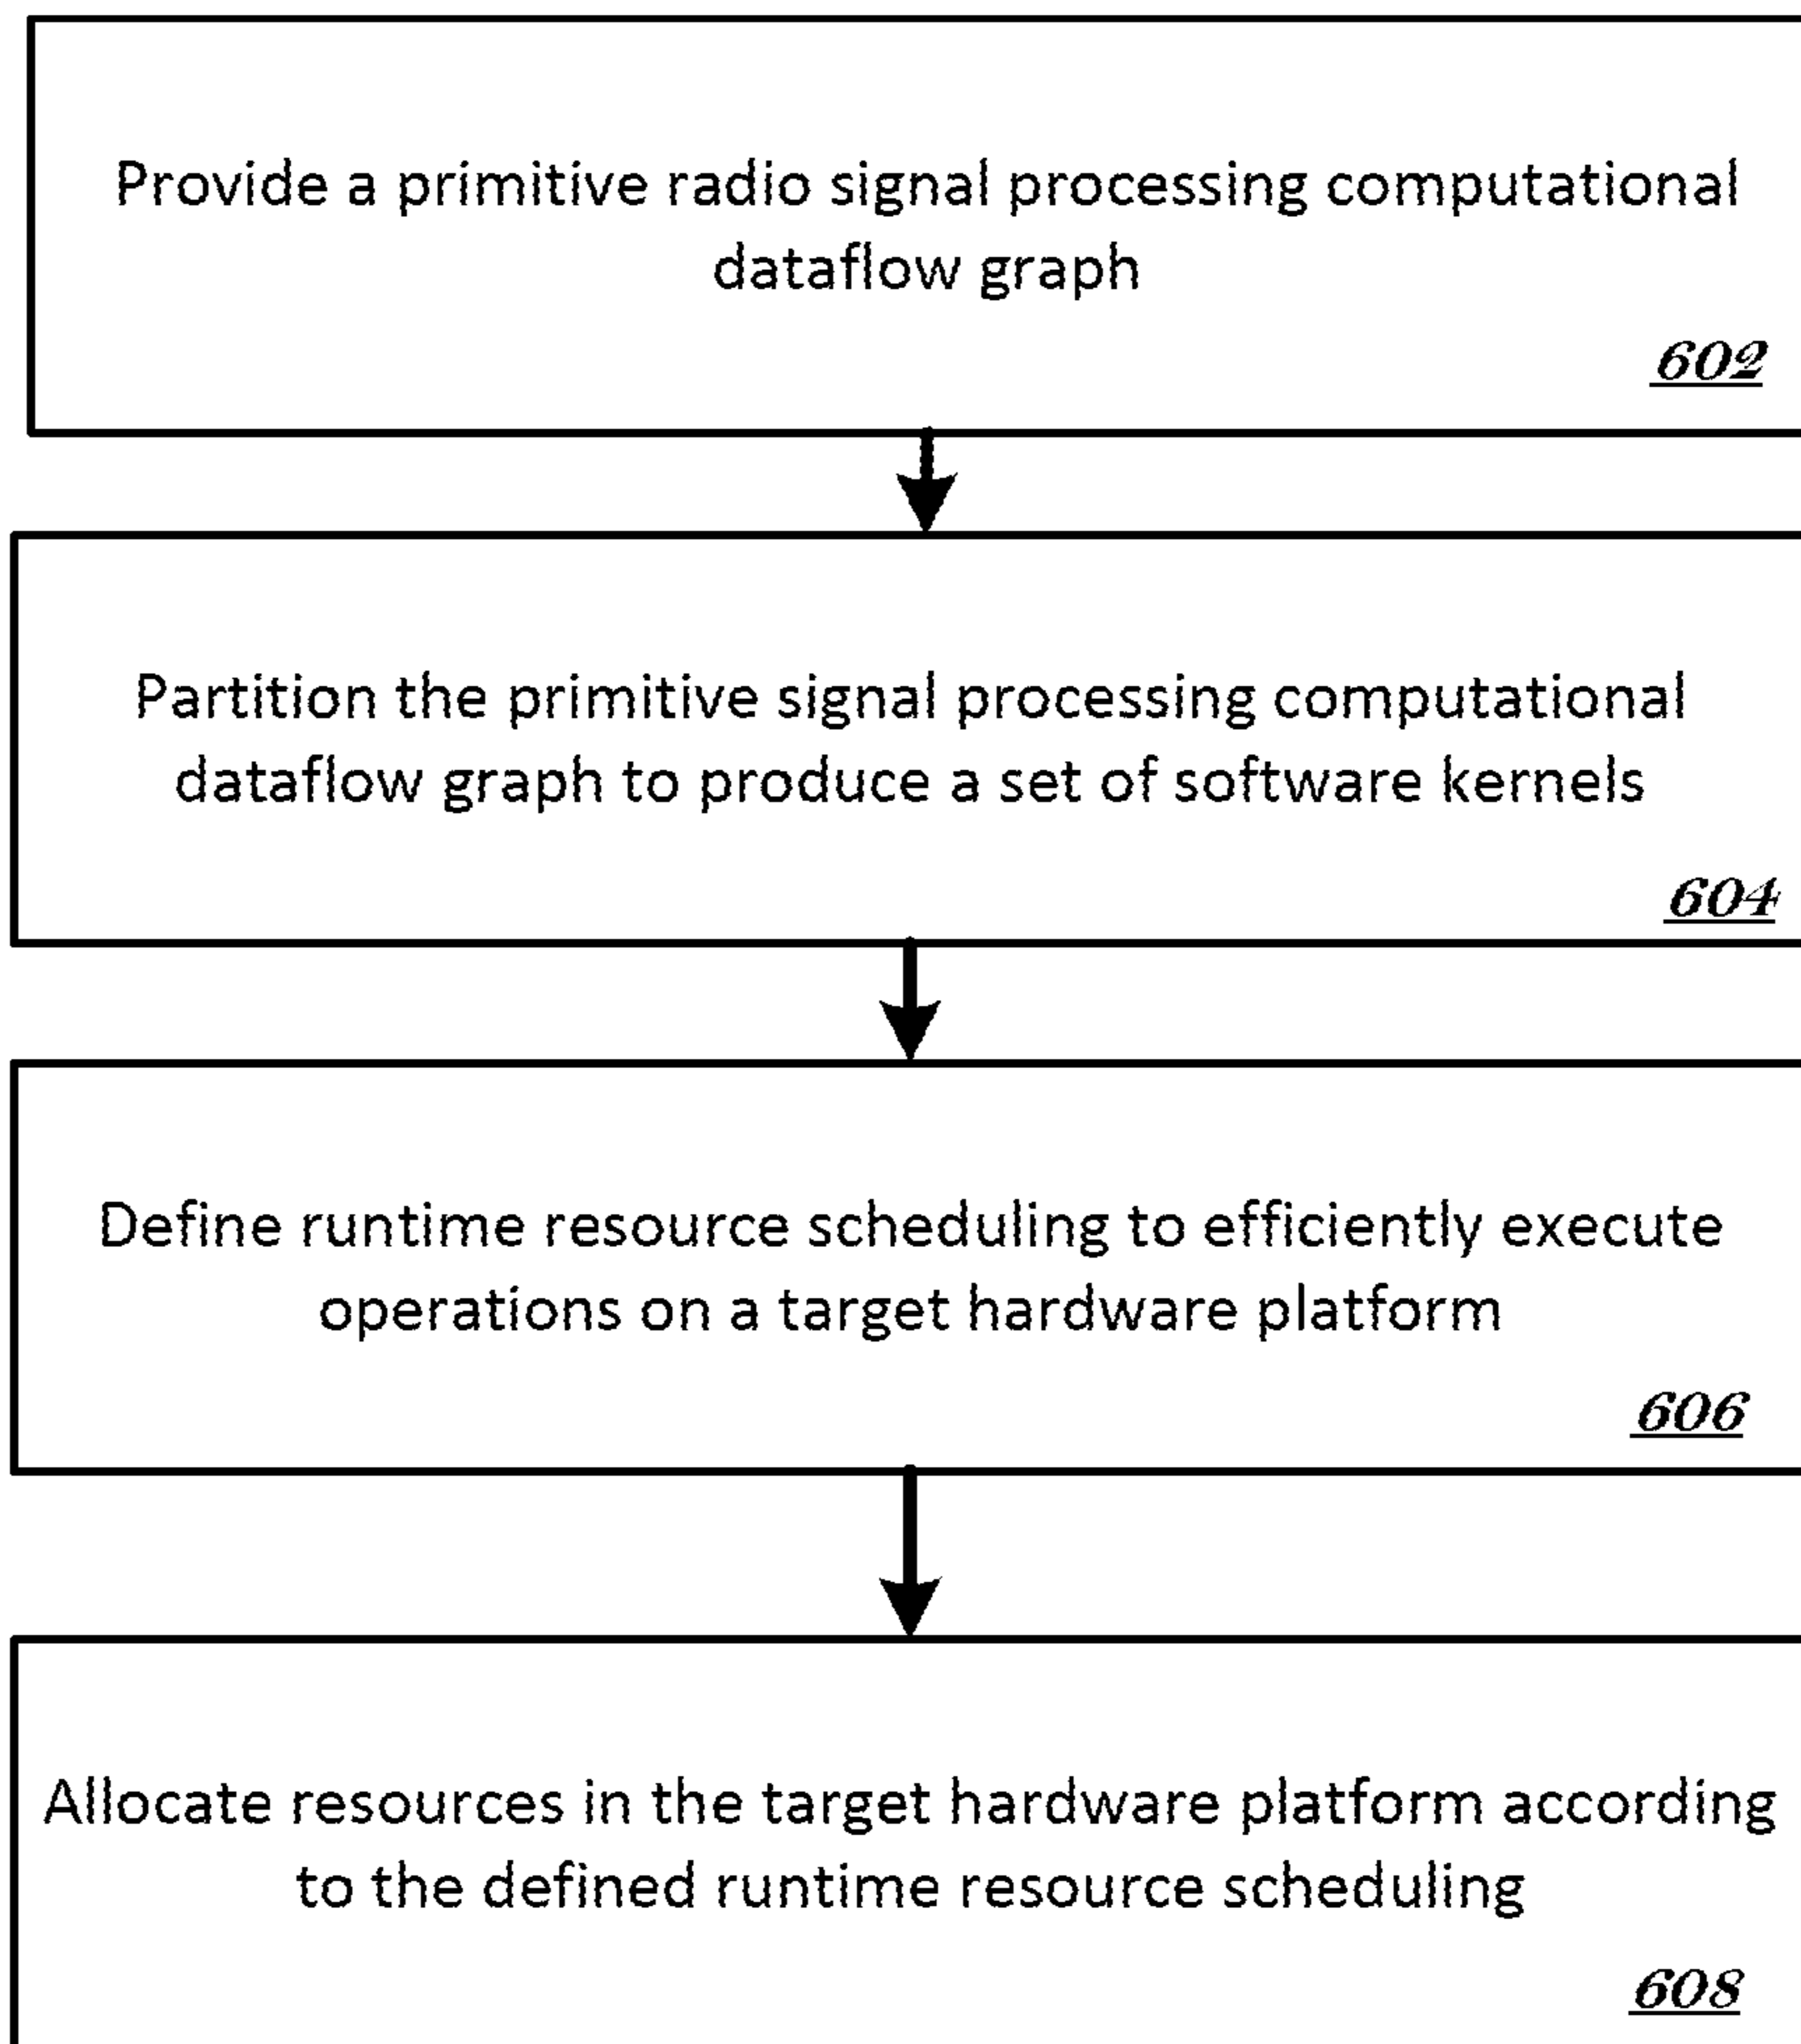 Provide a primitive radio signal processing computational
dataflow graph
602
Partition the primitive signal processing computational
dataflow graph to produce a set of software kernels
604
Define runtime resource scheduling to efficiently execute
operations on a target hardware platform
606
Allocate resources in the target hardware platform according
to the defined runtime resource scheduling
608